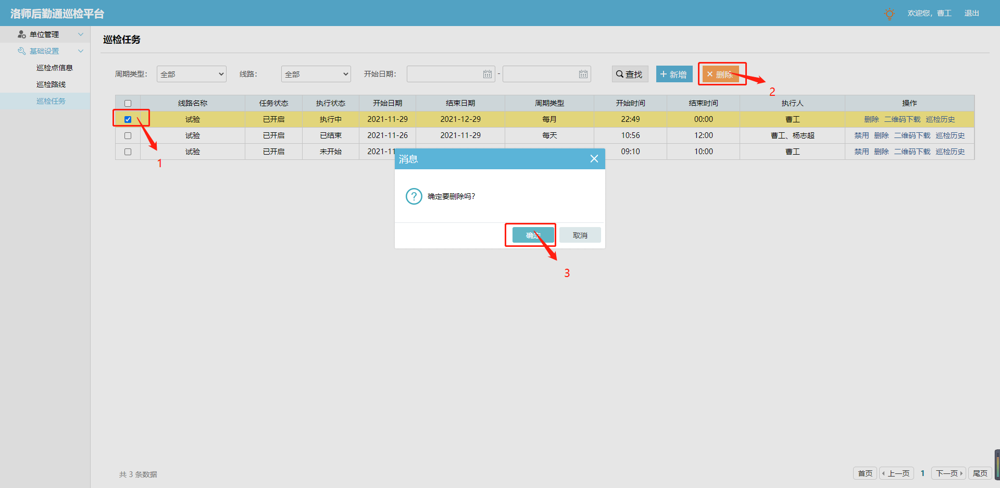 洛师后勤通巡检平台
欢迎您，曹工 退出
单位管理
基础设置
巡检点信息
巡检路线
巡检任务
巡检任务
周期类型： 全部 线路： 全部 开始日期： - 查找 新增 删除
2
线路名称 任务状态 执行状态 开始日期 结束日期 周期类型 开始时间 结束时间 执行人 操作
试验 已开启 执行中 2021-11-29 2021-12-29 每月 22:49 00:00 曹工 删除 二维码下载 巡检历史
试验 已开启 已结束 2021-11-26 2021-11-29 每天 10:56 12:00 曹工、杨志超 禁用 删除 二维码下载 巡检历史
试验 已开启 未开始 2021-11 09:10 10:00 曹工 禁用 删除 二维码下载 巡检历史
1
消息
确定要删除吗？
确定 取消
3
共 3 条数据
首页 上一页 1 下一页 尾页